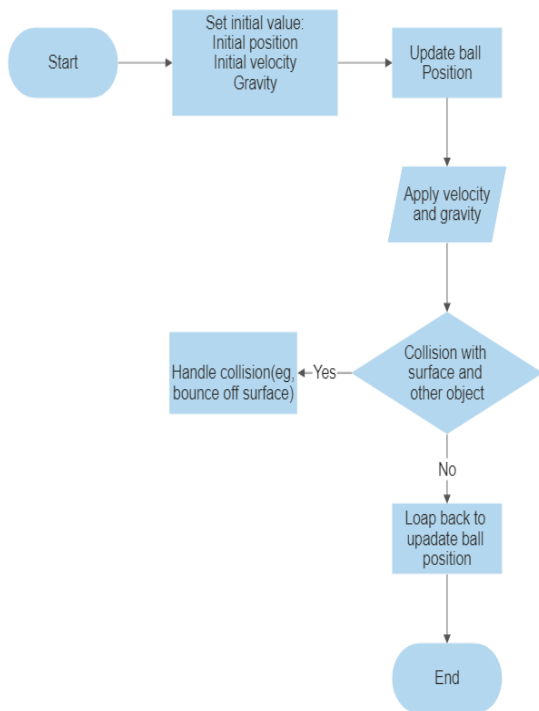 Start
Set initial value:
Initial position
Initial velocity
Gravity
Update ball
Position
Apply velocity
and gravity
Collision with
surface and
other object
Yes
Handle collision(eg,
bounce off surface)
No
Loap back to
upadate ball
position
End